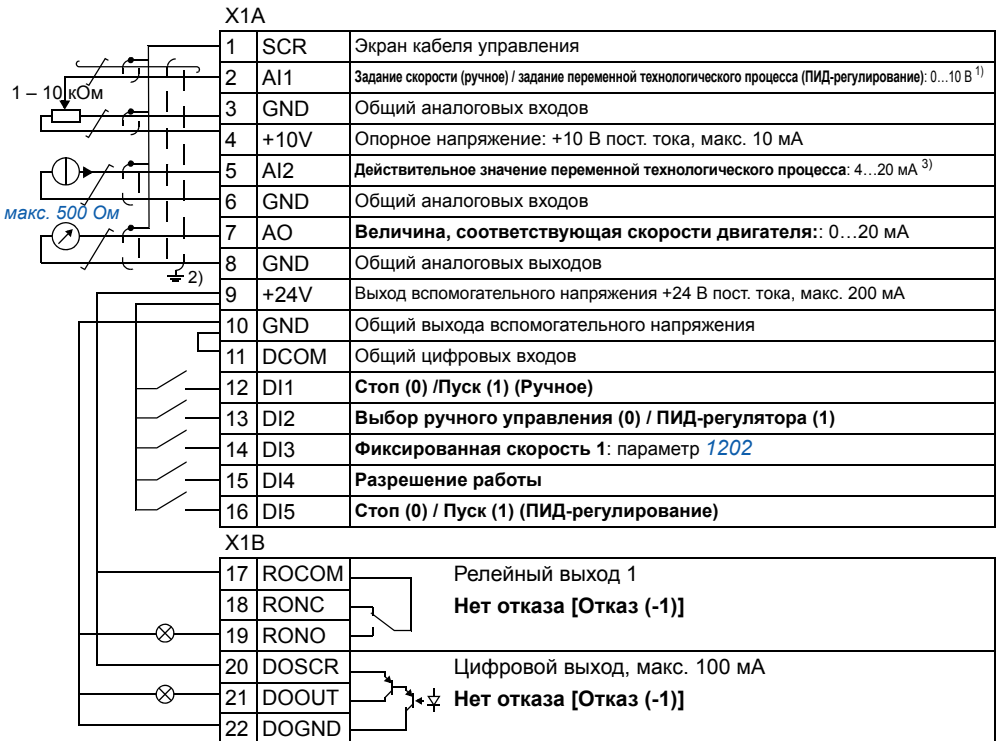 X1A
1 SCR Экран кабеля управления
2 AI1 Задание скорости (ручное) / задание переменной технологического процесса (ПИД-регулирование): 0…10 В 1)
1 – 10 кОм
3 GND Общий аналоговых входов
4 +10V Опорное напряжение: +10 В пост. тока, макс. 10 мА
5 AI2 Действительное значение переменной технологического процесса: 4…20 мА 3)
6 GND Общий аналоговых входов
макс. 500 Ом
7 AO Величина, соответствующая скорости двигателя:: 0…20 мА
8 GND Общий аналоговых выходов
2)
9 +24V Выход вспомогательного напряжения +24 В пост. тока, макс. 200 мА
10 GND Общий выхода вспомогательного напряжения
11 DCOM Общий цифровых входов
12 DI1 Стоп (0) /Пуск (1) (Ручное)
13 DI2 Выбор ручного управления (0) / ПИД-регулятора (1)
14 DI3 Фиксированная скорость 1: параметр 1202
15 DI4 Разрешение работы
16 DI5 Стоп (0) / Пуск (1) (ПИД-регулирование)
X1B
17 ROCOM Релейный выход 1
18 RONC Нет отказа [Отказ (-1)]
19 RONO
20 DOSCR Цифровой выход, макс. 100 мА
21 DOOUT Нет отказа [Отказ (-1)]
22 DOGND